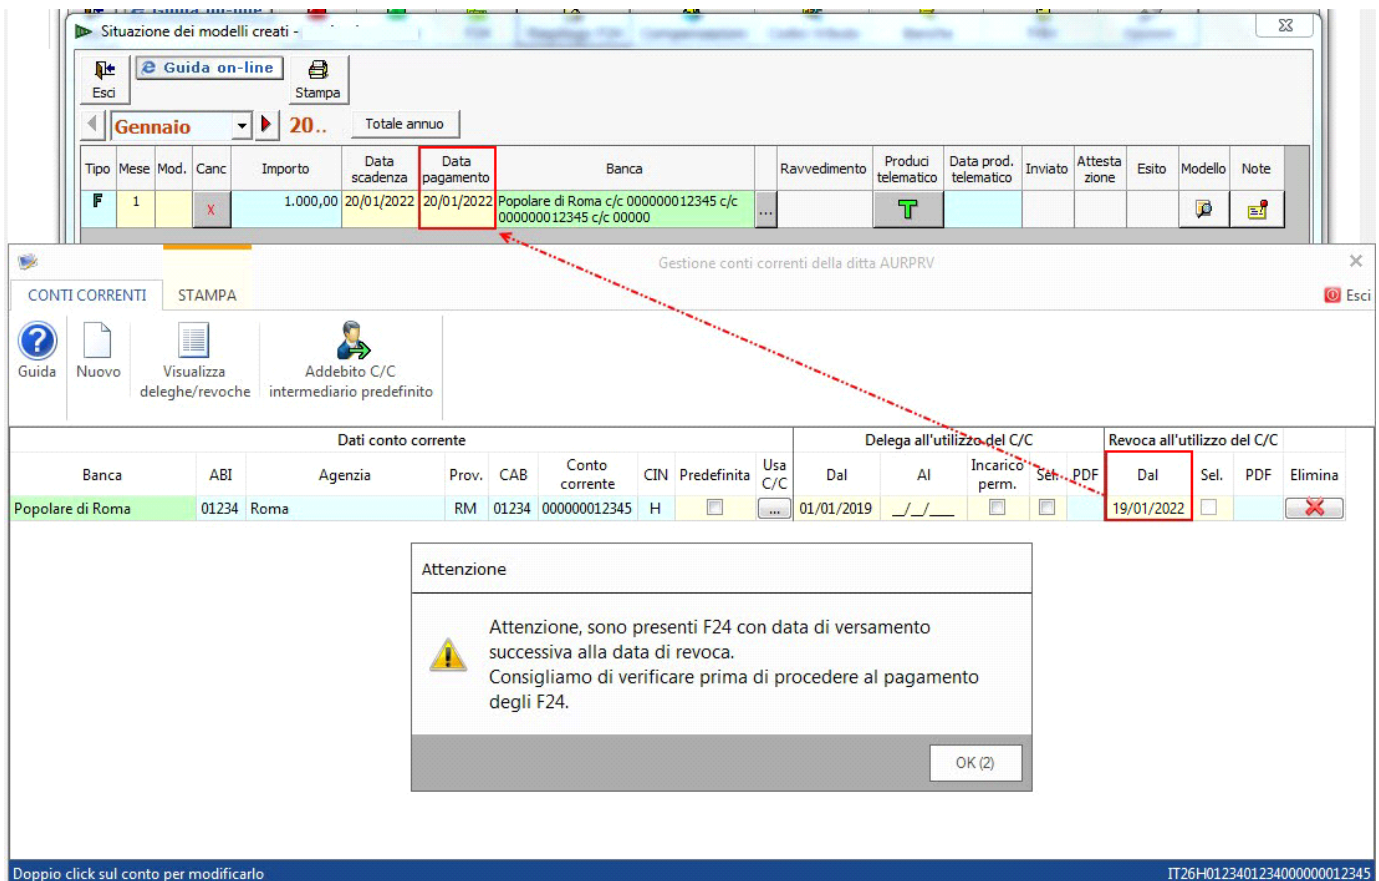 Situazione dei modelli creati -
Esci
Guida on-line
Stampa
Gennaio
20..
Totale annuo
Tipo Mese Mod. Canc Importo Data scadenza Data pagamento Banca Ravvedimento Produci telematico Data prod. telematico Inviato Attesta zione Esito Modello Note
F 1 X 1.000,00 20/01/2022 20/01/2022 Popolare di Roma c/c 000000012345 c/c ... T
000000012345 c/c 00000
Gestione conti correnti della ditta AURPRV
CONTI CORRENTI STAMPA
Esci
Guida
Nuovo
Visualizza
deleghe/revoche
Addebito C/C
intermediario predefinito
Dati conto corrente Delega all'utilizzo del C/C Revoca all'utilizzo del C/C
Banca ABI Agenzia Prov. CAB Conto corrente CIN Predefinita Usa C/C Dal Al Incarico perm. Sel. PDF Dal Sel. PDF Elimina
Popolare di Roma 01234 Roma RM 01234 000000012345 H ... 01/01/2019 _/_/__ 19/01/2022
Attenzione
Attenzione, sono presenti F24 con data di versamento
successiva alla data di revoca.
Consigliamo di verificare prima di procedere al pagamento
degli F24.
OK (2)
Doppio click sul conto per modificarlo
IT26H0123401234000000012345